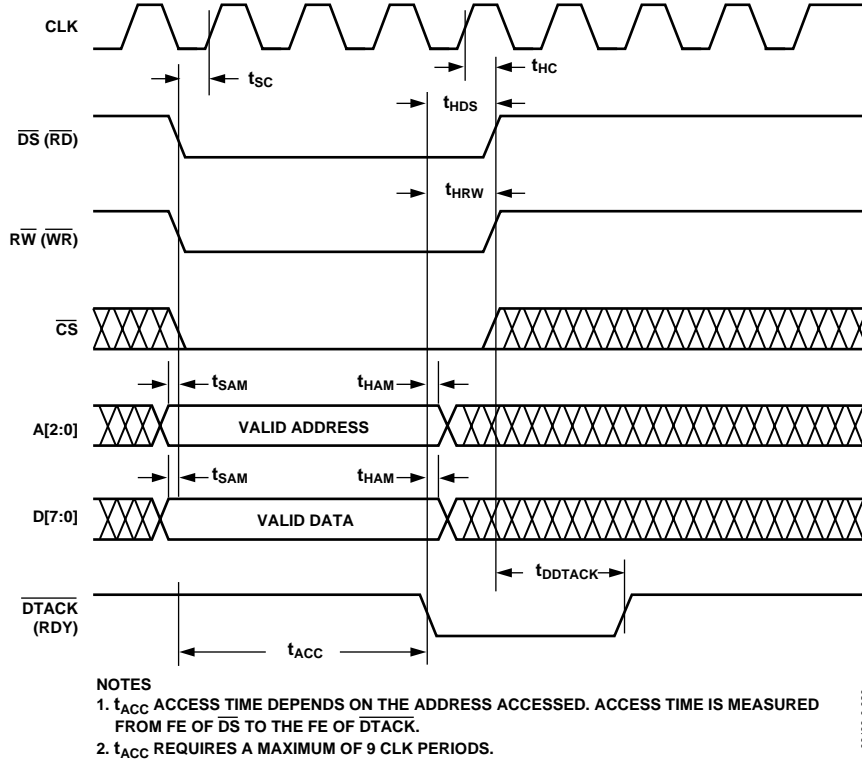 CLK
tSC
tHC
tHDS
DS (RD)
tHRW
RW (WR)
CS
tSAM
tHAM
A[2:0]
VALID ADDRESS
tSAM
tHAM
D[7:0]
VALID DATA
tDDTACK
DTACK
(RDY)
tACC
NOTES
1. tACC ACCESS TIME DEPENDS ON THE ADDRESS ACCESSED. ACCESS TIME IS MEASURED
FROM FE OF DS TO THE FE OF DTACK.
2. tACC REQUIRES A MAXIMUM OF 9 CLK PERIODS.